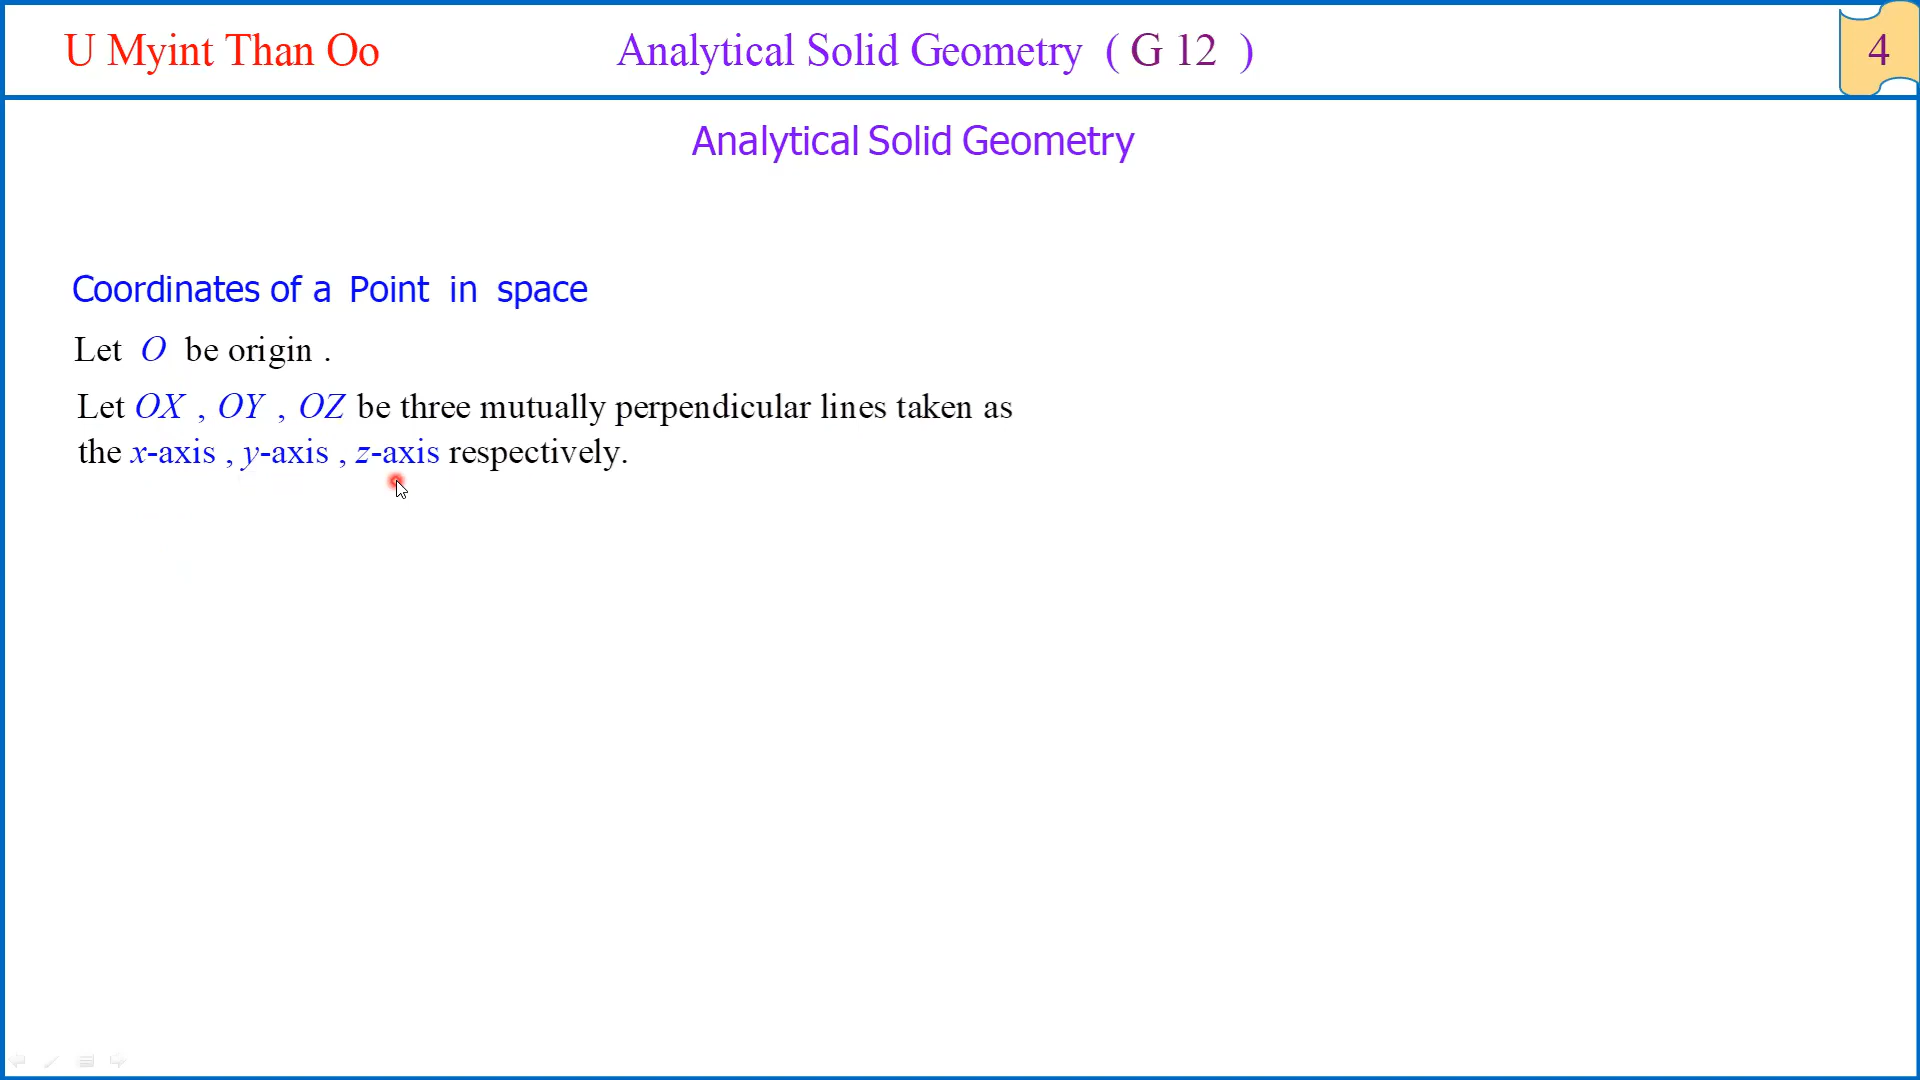 U Myint Than Oo
Analytical Solid Geometry ( G 12 )
4
Analytical Solid Geometry
Coordinates of a Point in space
Let O be origin .
Let OX , OY , OZ be three mutually perpendicular lines taken as
the x-axis , y-axis , z-axis respectively.